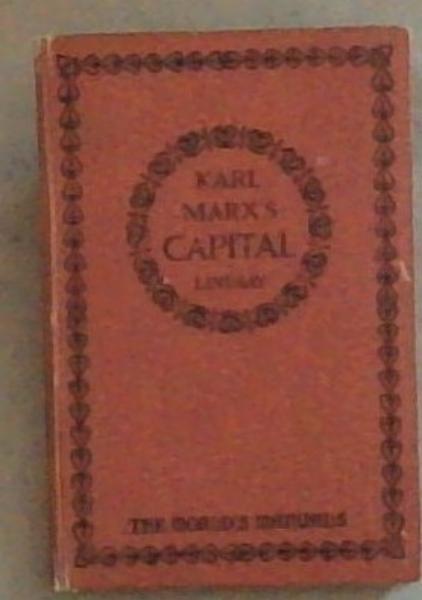 KARL
MARX'S
CAPITAL
LINDSAY
THE WORLD'S MANUALS